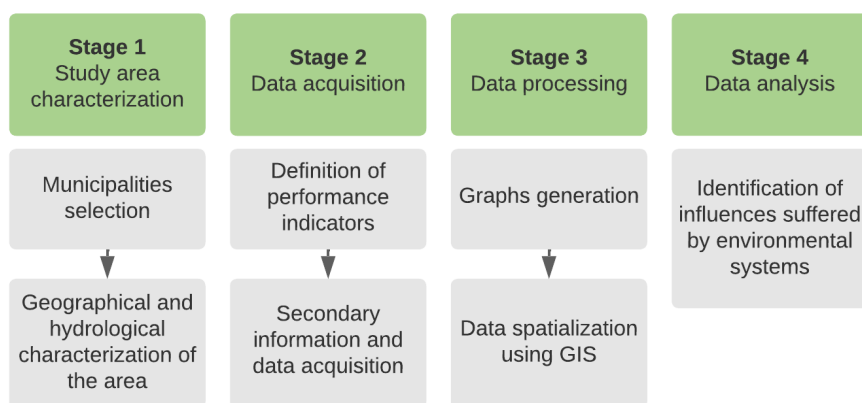 Stage 1
Study area
characterization
Stage 2
Data acquisition
Stage 3
Data processing
Stage 4
Data analysis
Municipalities
selection
Definition of
performance
indicators
Graphs generation
Identification of
influences suffered
by environmental
systems
Geographical and
hydrological
characterization of
the area
Secondary
information and
data acquisition
Data spatialization
using GIS